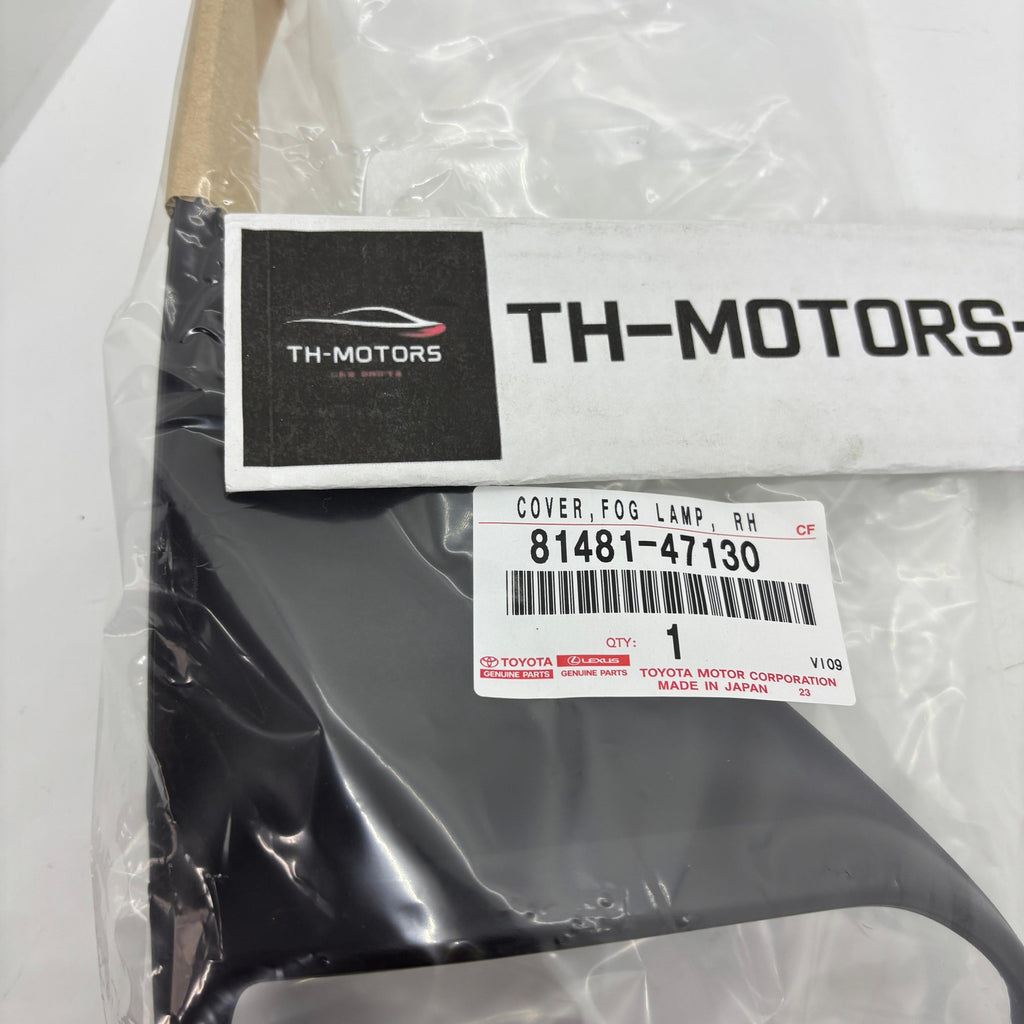 TH-MOTORS-
TH-MOTORS
COVER,FOG LAMP, RH
CF
81481-47130
QTY: 1
VI09
TOYOTA
GENUINE PARTS
LEXUS
GENUINE PARTS
TOYOTA MOTOR CORPORATION
MADE IN JAPAN
23